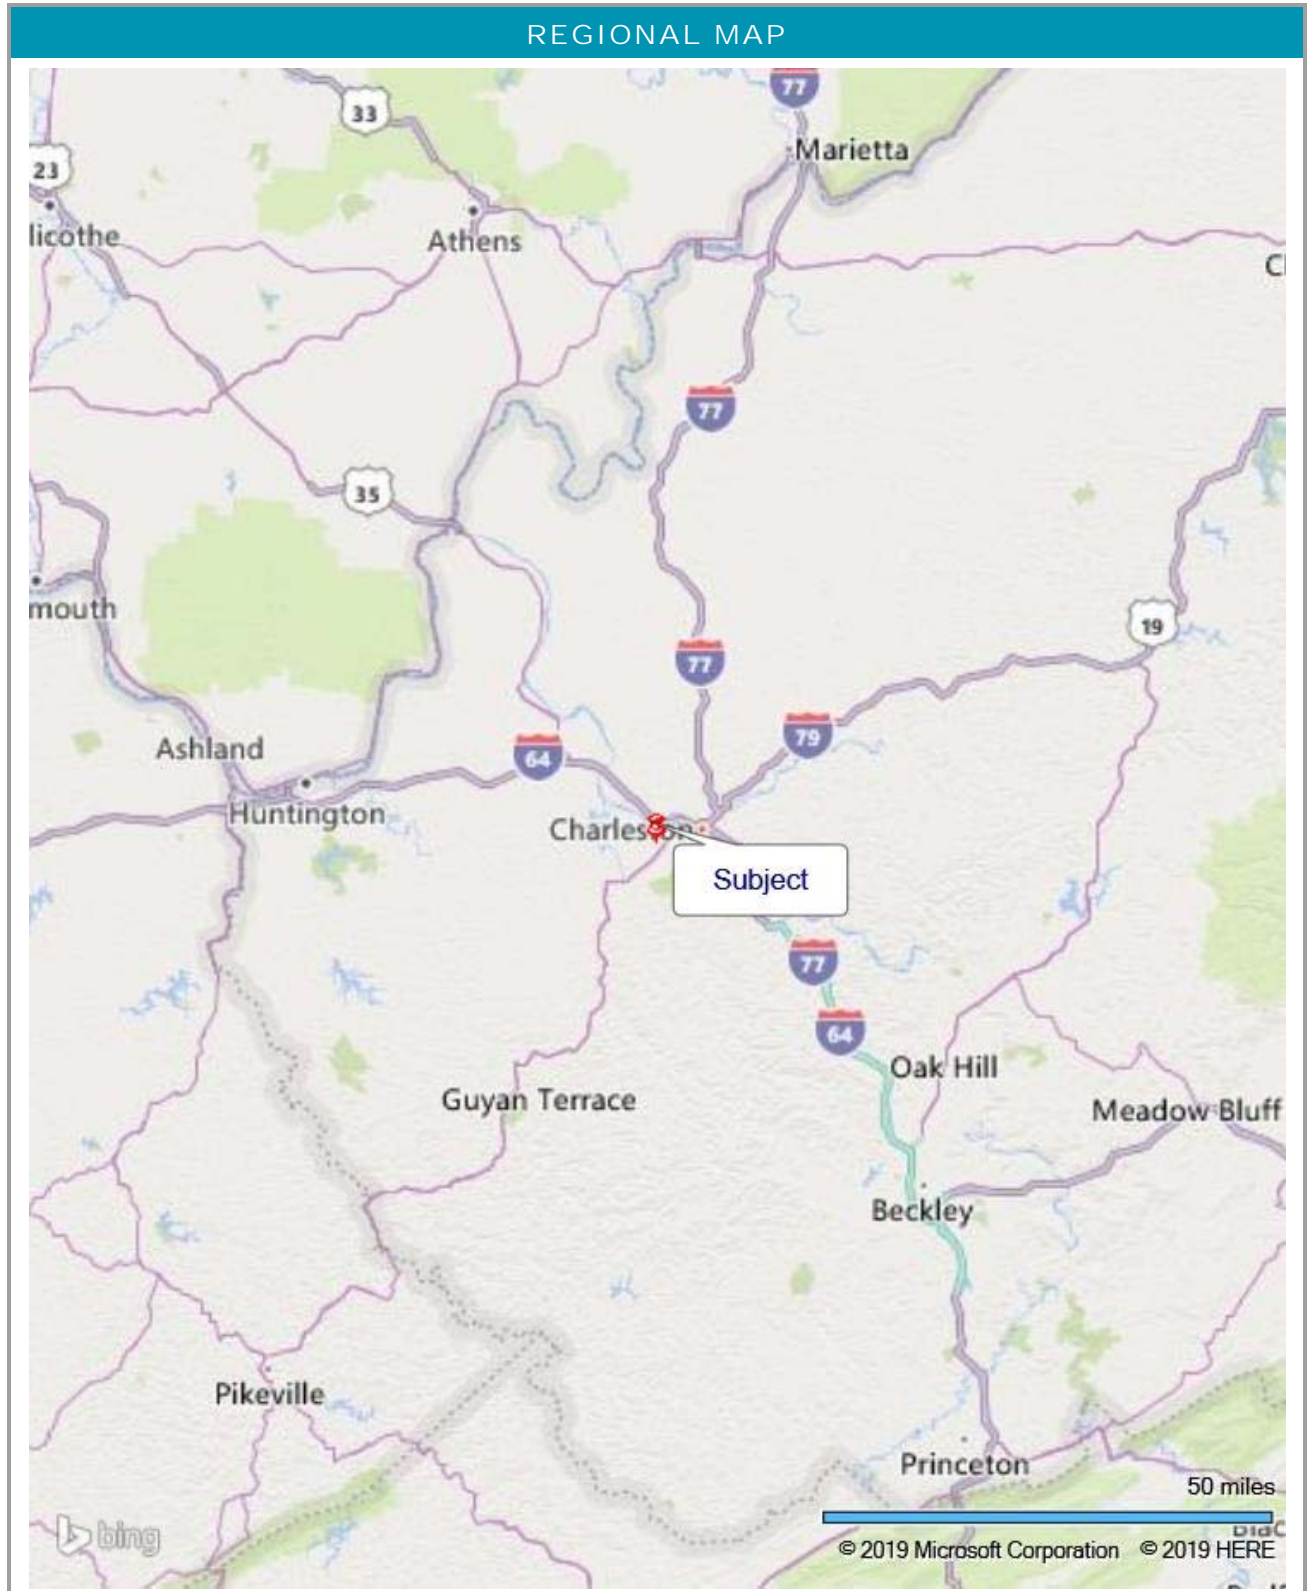 REGIONAL MAP
77
33
Marietta
23
licothe
Athens
77
35
mouth
19
77
Ashland
79
64
Huntington
Charleston
Subject
77
64
Oak Hill
Guyan Terrace
Meadow Bluff
Beckley
Pikeville
Princeton
50 miles
bing
© 2019 Microsoft Corporation © 2019 HERE